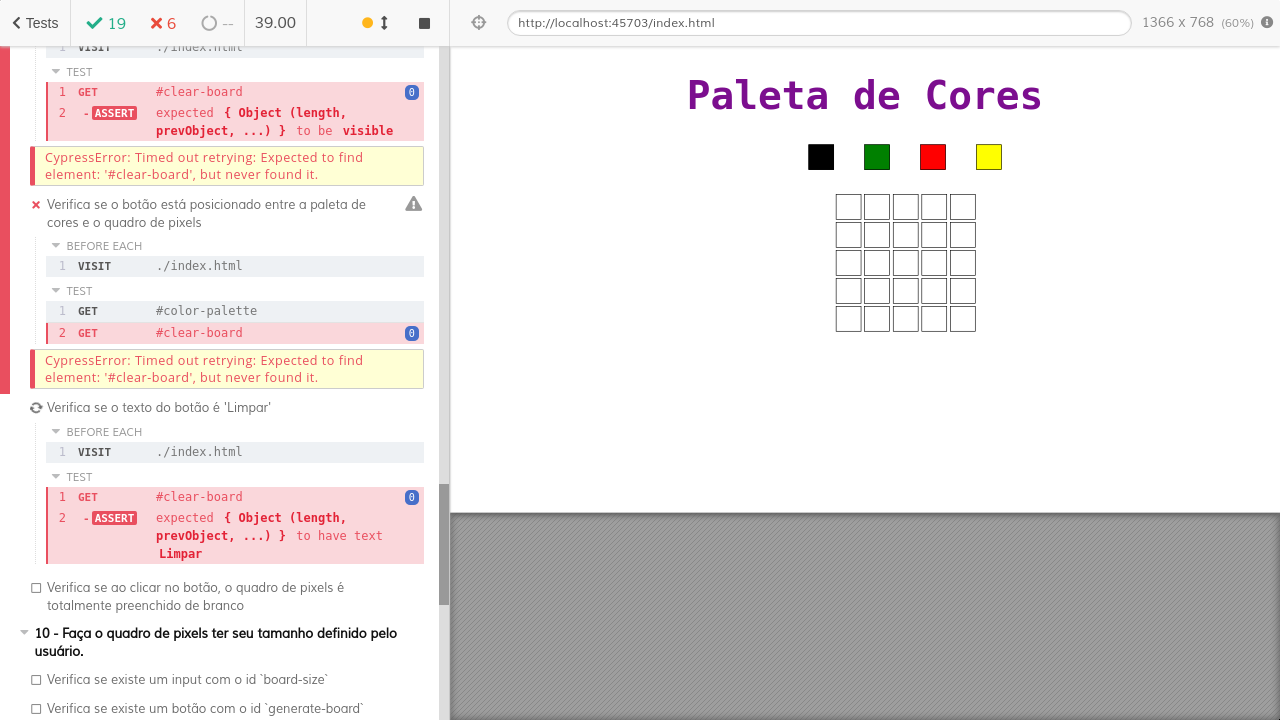 Tests
19
6
--
39.00
http://localhost:45703/index.html
1366 x 768 (60%)
1 VISIT ./index.html
TEST
1 GET #clear-board 0
2 - ASSERT expected { Object (length,
prevObject, ...) } to be visible
CypressError: Timed out retrying: Expected to find
element: '#clear-board', but never found it.
Verifica se o botão está posicionado entre a paleta de
cores e o quadro de pixels
BEFORE EACH
1 VISIT ./index.html
TEST
1 GET #color-palette
2 GET #clear-board 0
CypressError: Timed out retrying: Expected to find
element: '#clear-board', but never found it.
Verifica se o texto do botão é 'Limpar'
BEFORE EACH
1 VISIT ./index.html
TEST
1 GET #clear-board 0
2 - ASSERT expected { Object (length,
prevObject, ...) } to have text
Limpar
Verifica se ao clicar no botão, o quadro de pixels é
totalmente preenchido de branco
10 - Faça o quadro de pixels ter seu tamanho definido pelo
usuário.
Verifica se existe um input com o id `board-size`
Verifica se existe um botão com o id `generate-board`
Paleta de Cores